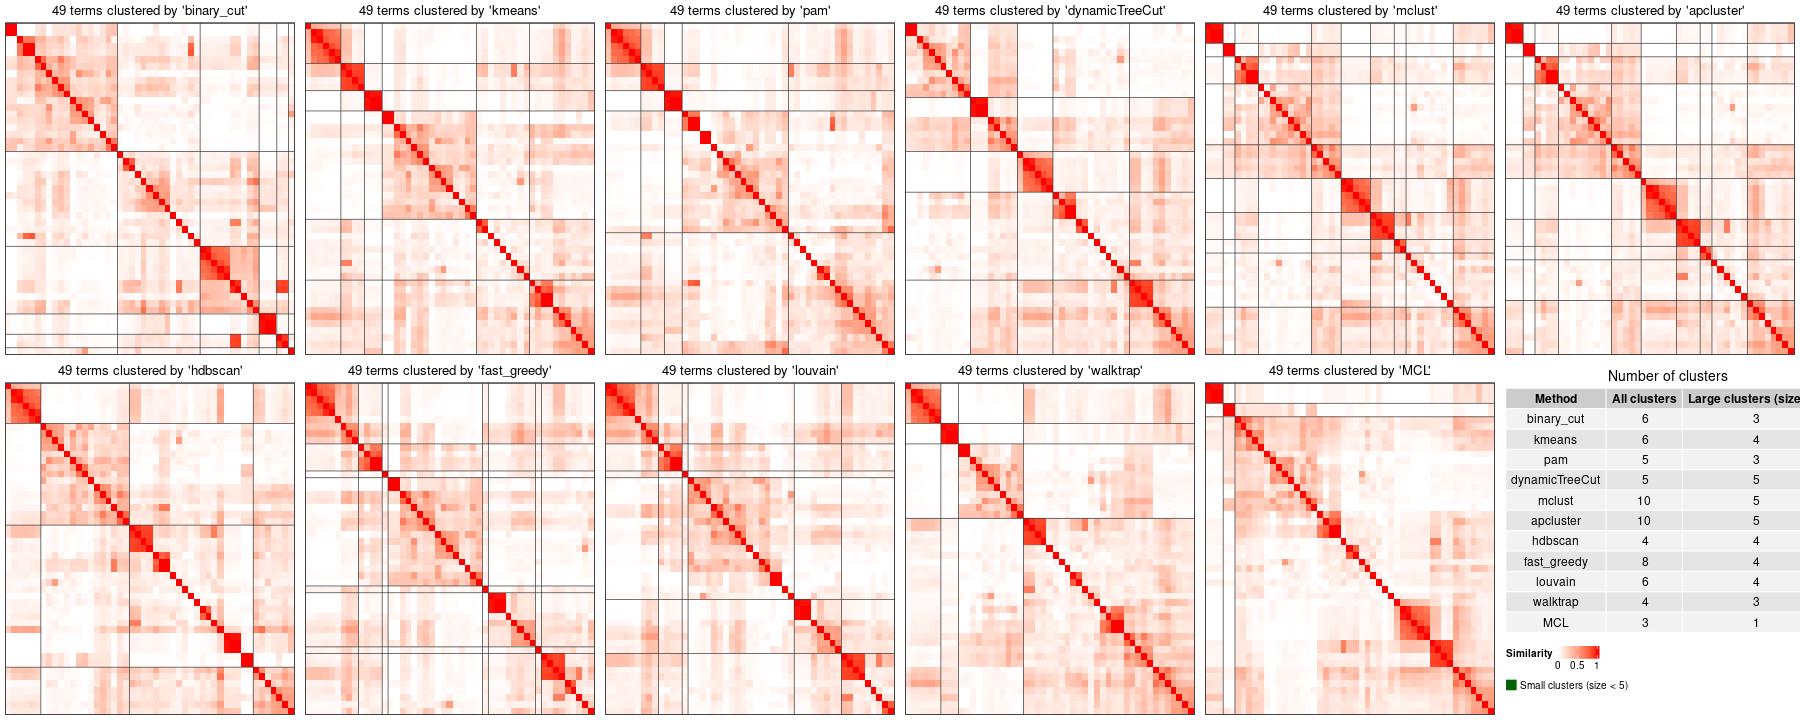 49 terms clustered by 'binary_cut'
49 terms clustered by 'kmeans'
49 terms clustered by 'pam'
49 terms clustered by 'dynamicTreeCut'
49 terms clustered by 'mclust'
49 terms clustered by 'apcluster'
49 terms clustered by 'hdbscan'
49 terms clustered by 'fast_greedy'
49 terms clustered by 'louvain'
49 terms clustered by 'walktrap'
49 terms clustered by 'MCL'
Number of clusters
Method All clusters Large clusters (size
binary_cut 6 3
kmeans 6 4
pam 5 3
dynamicTreeCut 5 5
mclust 10 5
apcluster 10 5
hdbscan 4 4
fast_greedy 8 4
louvain 6 4
walktrap 4 3
MCL 3 1
Similarity
0 0.5 1
Small clusters (size < 5)